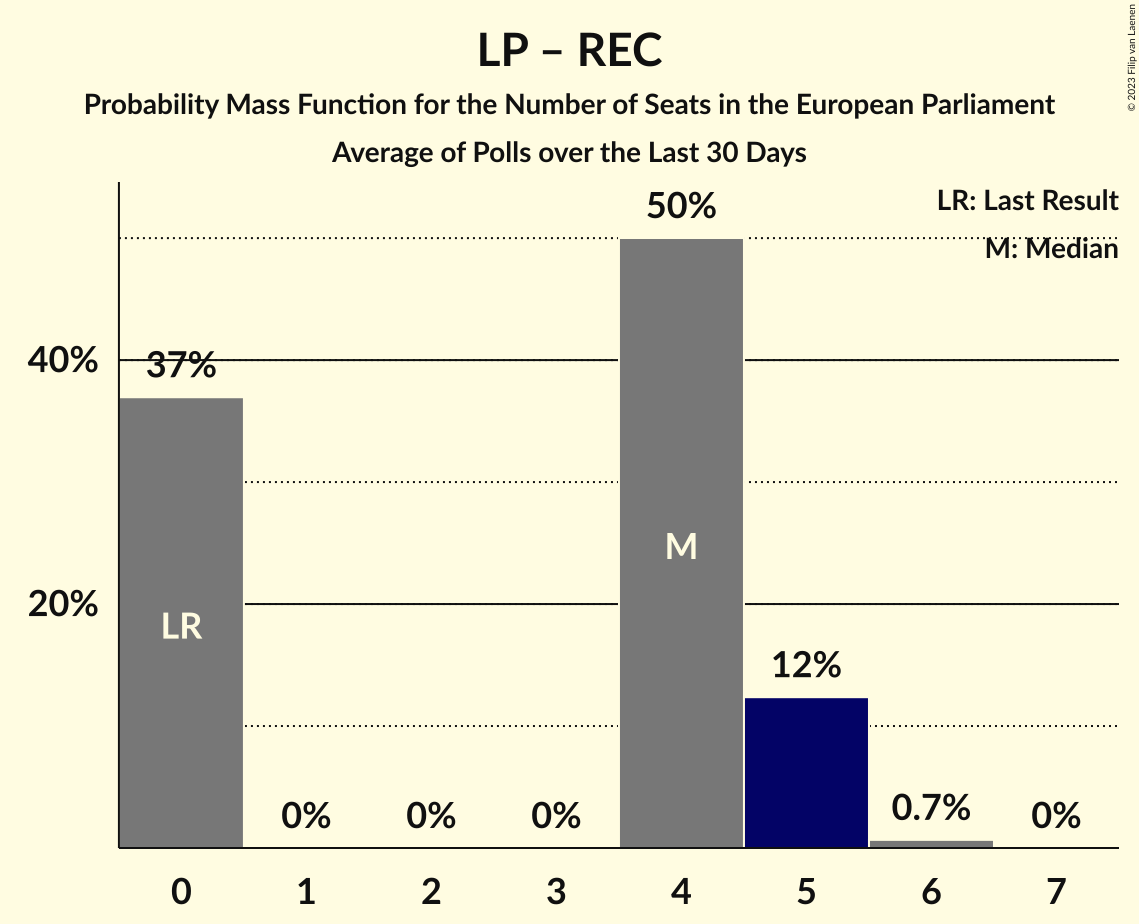 LP – REC
Probability Mass Function for the Number of Seats in the European Parliament
Average of Polls over the Last 30 Days
© 2023 Filip van Laenen
LR: Last Result
M: Median
50%
37%
40%
M
20%
LR
12%
0%
0%
0%
0.7%
0%
0
1
2
3
4
5
6
7